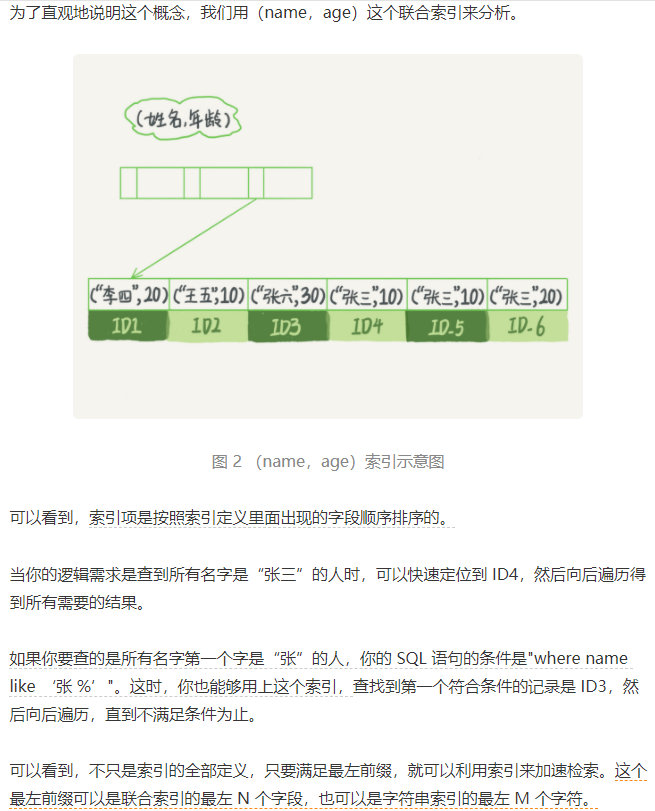 为了直观地说明这个概念，我们用（name，age）这个联合索引来分析。
(姓名,年龄)
("李四",20) ("王五",10) ("张六",30) ("张三",10) ("张三",10) ("张三",20)
ID1 ID2 ID3 ID4 ID.5 ID.6
图 2 （name，age）索引示意图
可以看到，索引项是按照索引定义里面出现的字段顺序排序的。
当你的逻辑需求是查到所有名字是“张三”的人时，可以快速定位到 ID4，然后向后遍历得
到所有需要的结果。
如果你要查的是所有名字第一个字是“张”的人，你的 SQL 语句的条件是"where name
like ‘张 %’"。这时，你也能够用上这个索引，查找到第一个符合条件的记录是 ID3，然
后向后遍历，直到不满足条件为止。
可以看到，不只是索引的全部定义，只要满足最左前缀，就可以利用索引来加速检索。这个
最左前缀可以是联合索引的最左 N 个字段，也可以是字符串索引的最左 M 个字符。